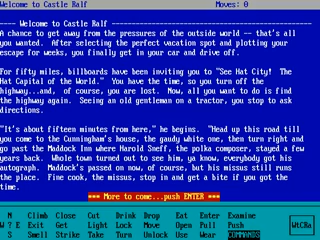 Welcome to Castle Ralf Moves: 0
---- Welcome to Castle Ralf ----
A chance to get away from the pressures of the outside world -- that's all
you wanted. After selecting the perfect vacation spot and plotting your
escape for weeks, you finally get in your car and drive off.
For fifty miles, billboards have been inviting you to "See Hat City! The
Hat Capital of the World." You have the time, so you turn off the
highway...and, of course, you are lost. Now, all you want to do is find
the highway again. Seeing an old gentleman on a tractor, you stop to ask
directions.
"It's about fifteen minutes from here," he begins. "Head up this road till
you come to the Cunningham's house, the gaudy white one, then turn right and
go past the Maddock Inn where Harold Sneff, the polka composer, stayed a few
years back. Whole town turned out to see him, ya know, everybody got his
autograph. Maddock's passed on now, of course, but his missus still runs
the place. Fine cook, the missus, stop in and get a bite if you got the
time.
*** More to come...push ENTER ***
N Climb Close Cut Drink Drop Eat Enter Examine
W ? E Exit Get Light Lock Move Open Pull Push WtCRa
S Smell Strike Take Turn Unlock Use Wear COMMANDS